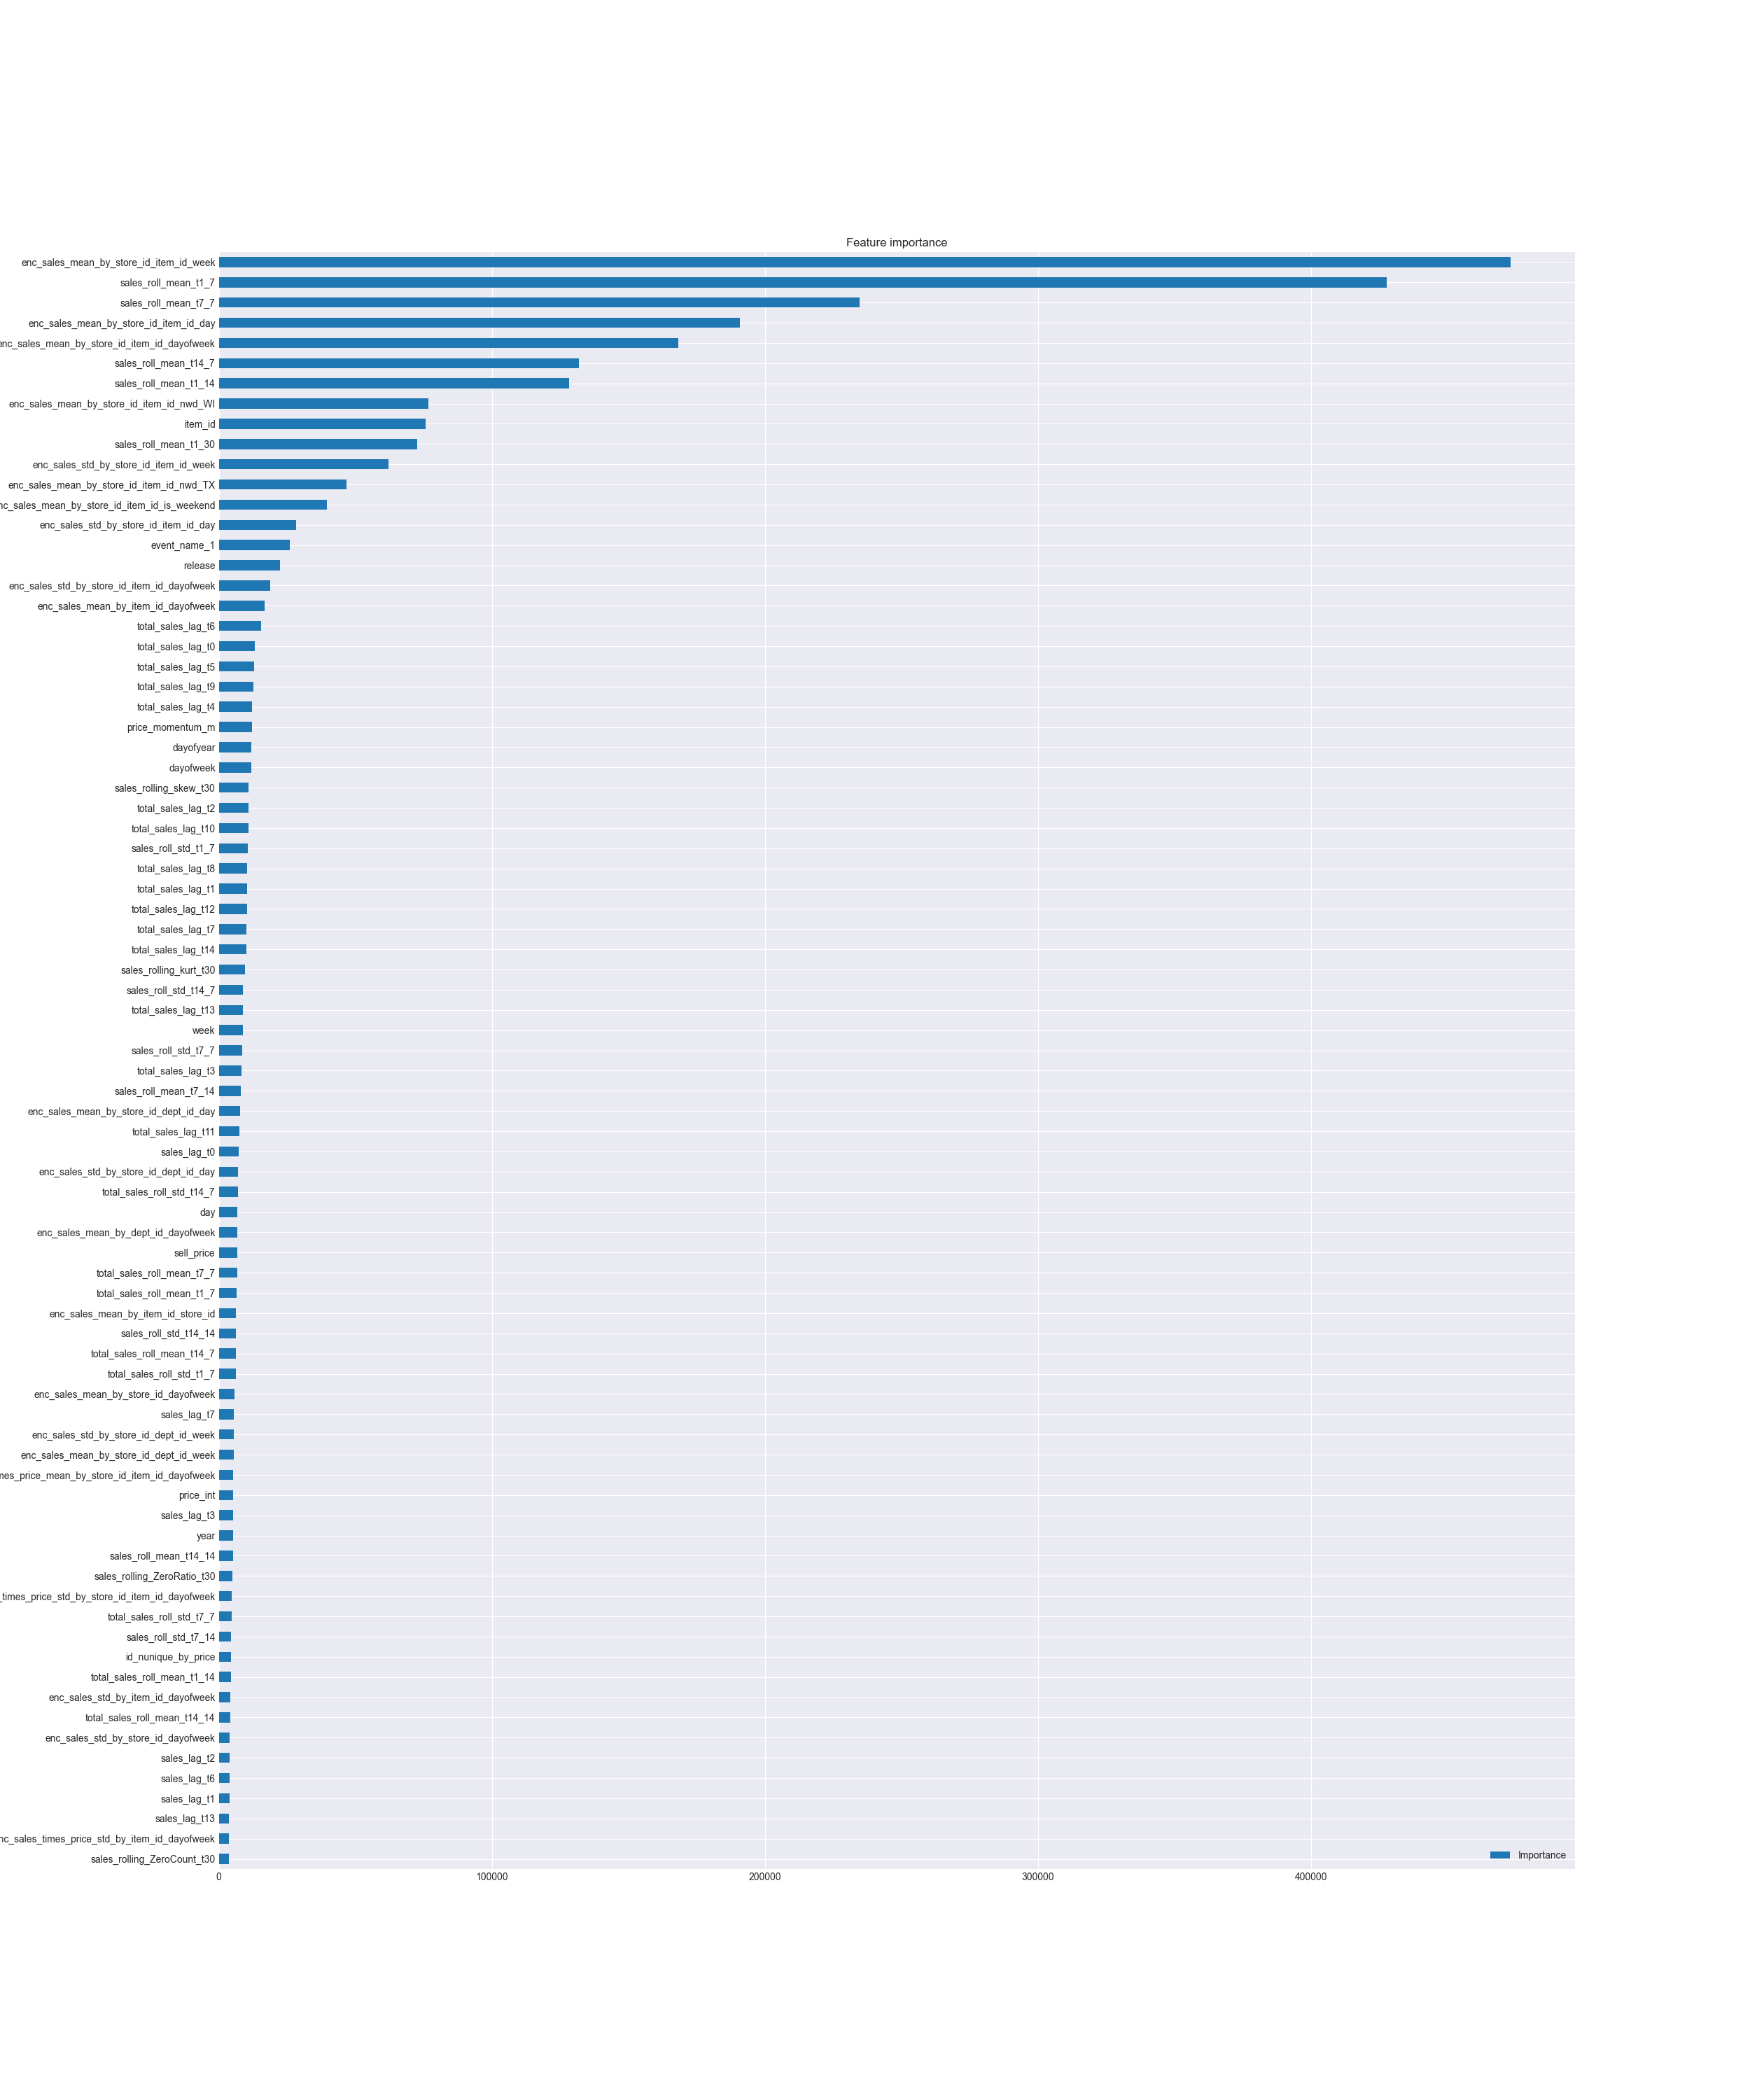 Feature importance
enc_sales_mean_by_store_id_item_id_week
sales_roll_mean_t1_7
sales_roll_mean_t7_7
enc_sales_mean_by_store_id_item_id_day
enc_sales_mean_by_store_id_item_id_dayofweek
sales_roll_mean_t14_7
sales_roll_mean_t1_14
enc_sales_mean_by_store_id_item_id_nwd_WI
item_id
sales_roll_mean_t1_30
enc_sales_std_by_store_id_item_id_week
enc_sales_mean_by_store_id_item_id_nwd_TX
nc_sales_mean_by_store_id_item_id_is_weekend
enc_sales_std_by_store_id_item_id_day
event_name_1
release
enc_sales_std_by_store_id_item_id_dayofweek
enc_sales_mean_by_item_id_dayofweek
total_sales_lag_t6
total_sales_lag_t0
total_sales_lag_t5
total_sales_lag_t9
total_sales_lag_t4
price_momentum_m
dayofyear
dayofweek
sales_rolling_skew_t30
total_sales_lag_t2
total_sales_lag_t10
sales_roll_std_t1_7
total_sales_lag_t8
total_sales_lag_t1
total_sales_lag_t12
total_sales_lag_t7
total_sales_lag_t14
sales_rolling_kurt_t30
sales_roll_std_t14_7
total_sales_lag_t13
week
sales_roll_std_t7_7
total_sales_lag_t3
sales_roll_mean_t7_14
enc_sales_mean_by_store_id_dept_id_day
total_sales_lag_t11
sales_lag_t0
enc_sales_std_by_store_id_dept_id_day
total_sales_roll_std_t14_7
day
enc_sales_mean_by_dept_id_dayofweek
sell_price
total_sales_roll_mean_t7_7
total_sales_roll_mean_t1_7
enc_sales_mean_by_item_id_store_id
sales_roll_std_t14_14
total_sales_roll_mean_t14_7
total_sales_roll_std_t1_7
enc_sales_mean_by_store_id_dayofweek
sales_lag_t7
enc_sales_std_by_store_id_dept_id_week
enc_sales_mean_by_store_id_dept_id_week
mes_price_mean_by_store_id_item_id_dayofweek
price_int
sales_lag_t3
year
sales_roll_mean_t14_14
sales_rolling_ZeroRatio_t30
_times_price_std_by_store_id_item_id_dayofweek
total_sales_roll_std_t7_7
sales_roll_std_t7_14
id_nunique_by_price
total_sales_roll_mean_t1_14
enc_sales_std_by_item_id_dayofweek
total_sales_roll_mean_t14_14
enc_sales_std_by_store_id_dayofweek
sales_lag_t2
sales_lag_t6
sales_lag_t1
sales_lag_t13
nc_sales_times_price_std_by_item_id_dayofweek
sales_rolling_ZeroCount_t30
Importance
0 100000 200000 300000 400000